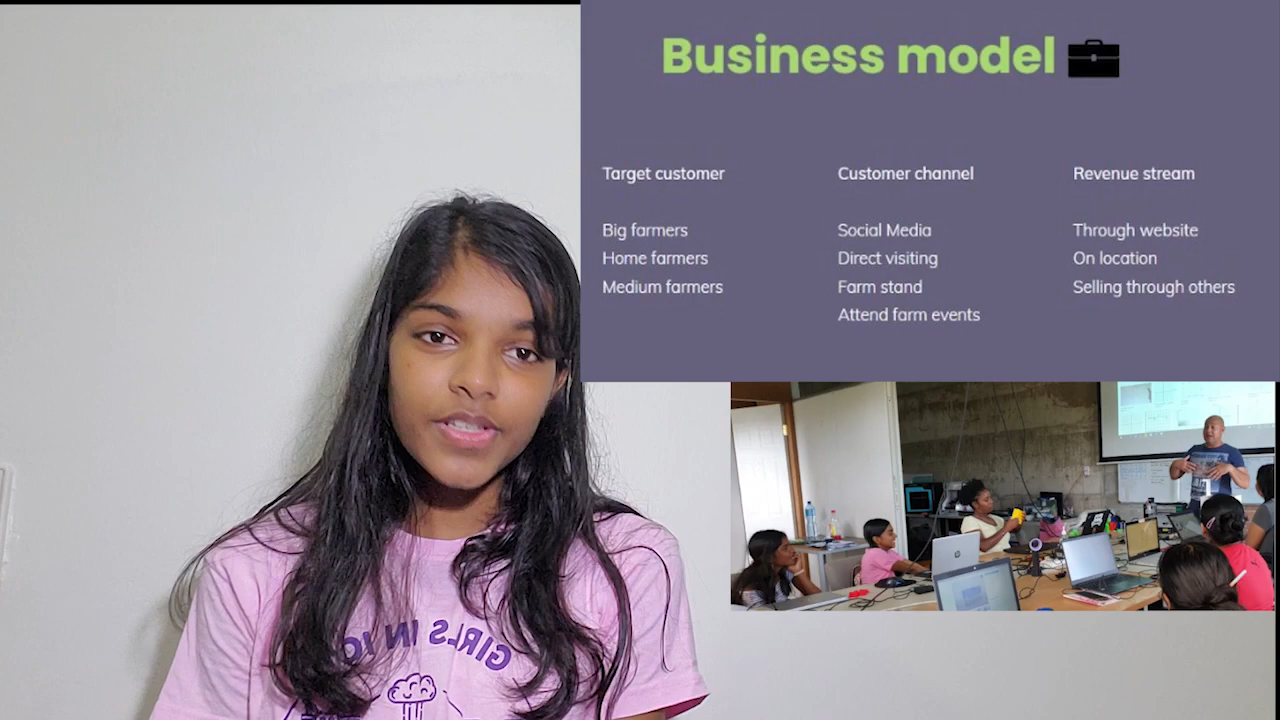 Business model
Target customer
Big farmers
Home farmers
Medium farmers
Customer channel
Social Media
Direct visiting
Farm stand
Attend farm events
Revenue stream
Through website
On location
Selling through others
GIRLS IN
hp